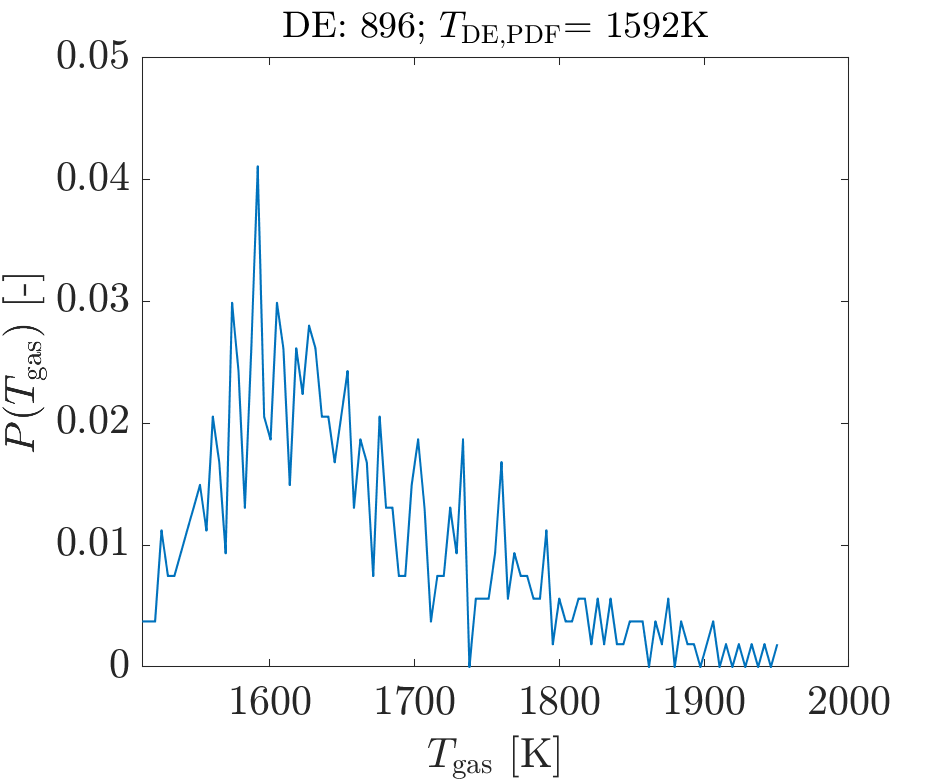 DE: 896; T_DE,PDF= 1592K
0.05
0.04
0.03
0.02
0.01
0
P(T_gas) [-]
1600 1700 1800 1900 2000
T_gas [K]